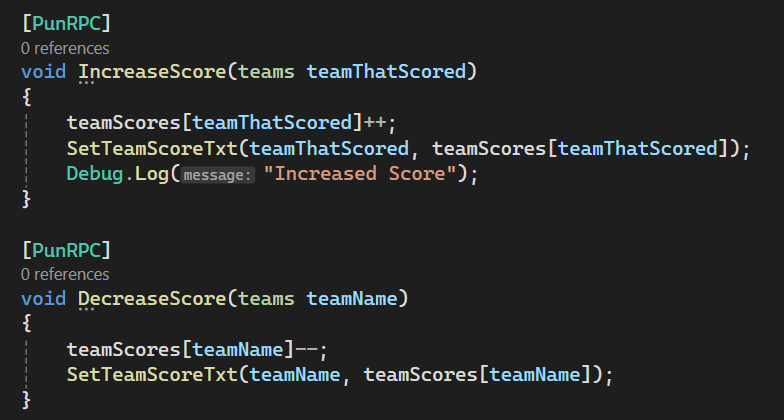 [PunRPC]
0 references
void IncreaseScore(teams teamThatScored)
{
teamScores[teamThatScored]++;
SetTeamScoreTxt(teamThatScored, teamScores[teamThatScored]);
Debug.Log(message: "Increased Score");
}
[PunRPC]
0 references
void DecreaseScore(teams teamName)
{
teamScores[teamName]--;
SetTeamScoreTxt(teamName, teamScores[teamName]);
}